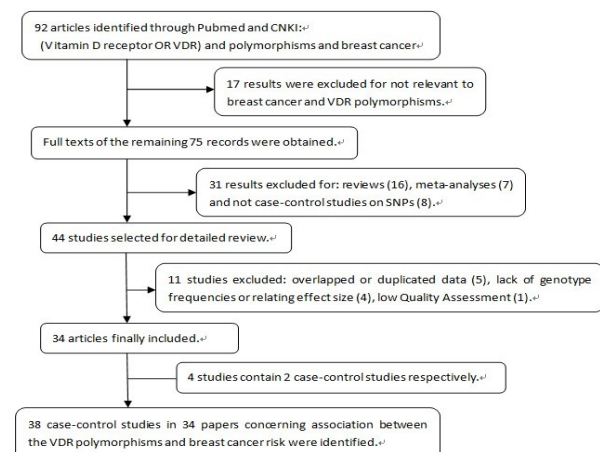 92 articles identified through Pubmed and CNKI:↵
(Vitamin D receptor OR VDR) and polymorphisms and breast cancer↵
17 results were excluded for not relevant to
breast cancer and VDR polymorphisms.↵
Full texts of the remaining 75 records were obtained.↵
31 results excluded for: reviews (16), meta-analyses (7)
and not case-control studies on SNPs (8).↵
44 studies selected for detailed review.↵
11 studies excluded: overlapped or duplicated data (5), lack of genotype
frequencies or relating effect size (4), low Quality Assessment (1).↵
34 articles finally included.↵
4 studies contain 2 case-control studies respectively.↵
38 case-control studies in 34 papers concerning association between
the VDR polymorphisms and breast cancer risk were identified.↵